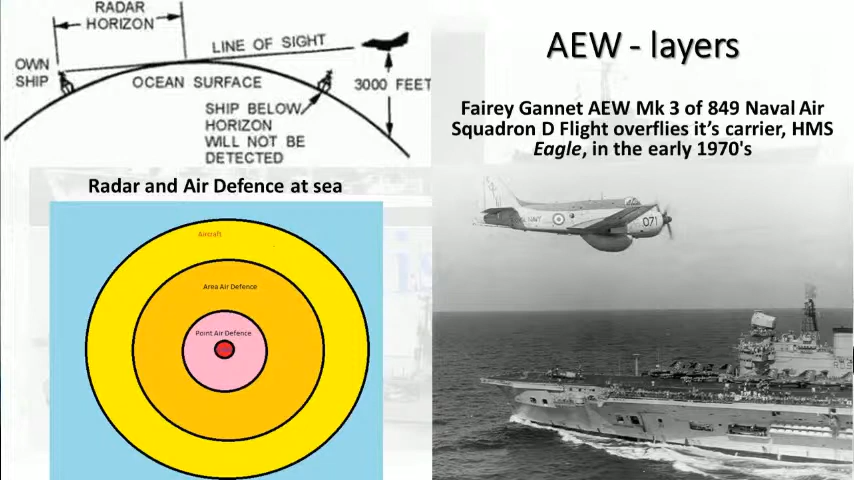 RADAR
HORIZON
LINE OF SIGHT
OWN
SHIP
OCEAN SURFACE
3000 FEET
SHIP BELOW
HORIZON
WILL NOT BE
DETECTED
Radar and Air Defence at sea
Aircraft
Area Air Defence
Point Air Defence
AEW - layers
Fairey Gannet AEW Mk 3 of 849 Naval Air
Squadron D Flight overflies it's carrier, HMS
Eagle, in the early 1970's
NAVY
071